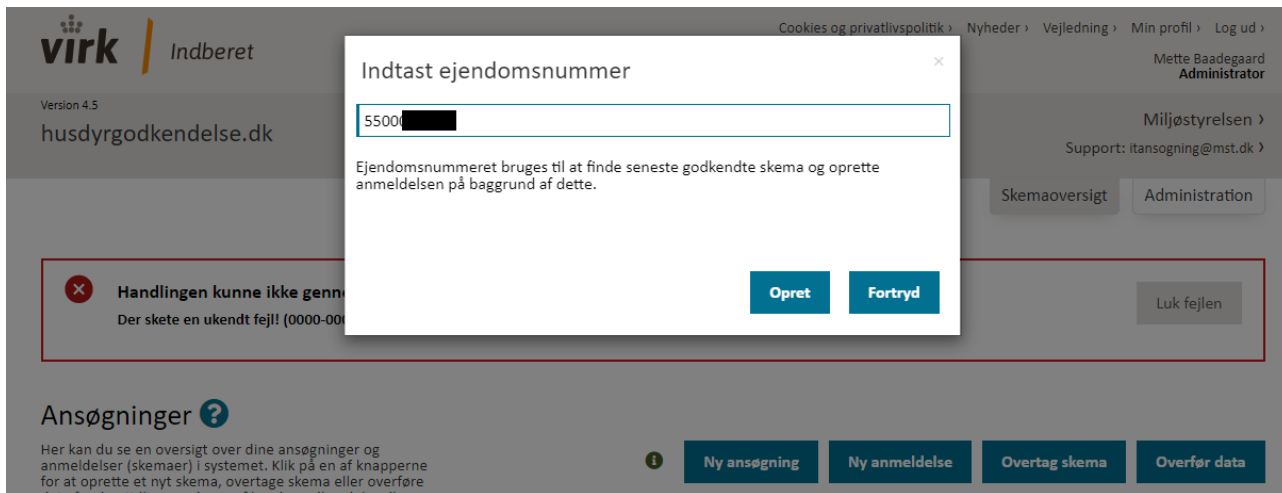 virk Indberet
Cookies og privatlivspolitik › Nyheder › Vejledning › Min profil › Log ud ›
Mette Baadegaard
Administrator
Version 4.5
husdyrgodkendelse.dk
Miljøstyrelsen ›
Support: itansogning@mst.dk ›
Skemaoversigt Administration
Indtast ejendomsnummer ×
5500
Ejendomsnummeret bruges til at finde seneste godkendte skema og oprette
anmeldelsen på baggrund af dette.
Opret Fortryd
Handlingen kunne ikke
Der skete en ukendt fejl! (0000-000
Luk fejlen
Ansøgninger ?
Her kan du se en oversigt over dine ansøgninger og
anmeldelser (skemaer) i systemet. Klik på en af knapperne
for at oprette et nyt skema, overtage skema eller overføre
i Ny ansøgning Ny anmeldelse Overtag skema Overfør data